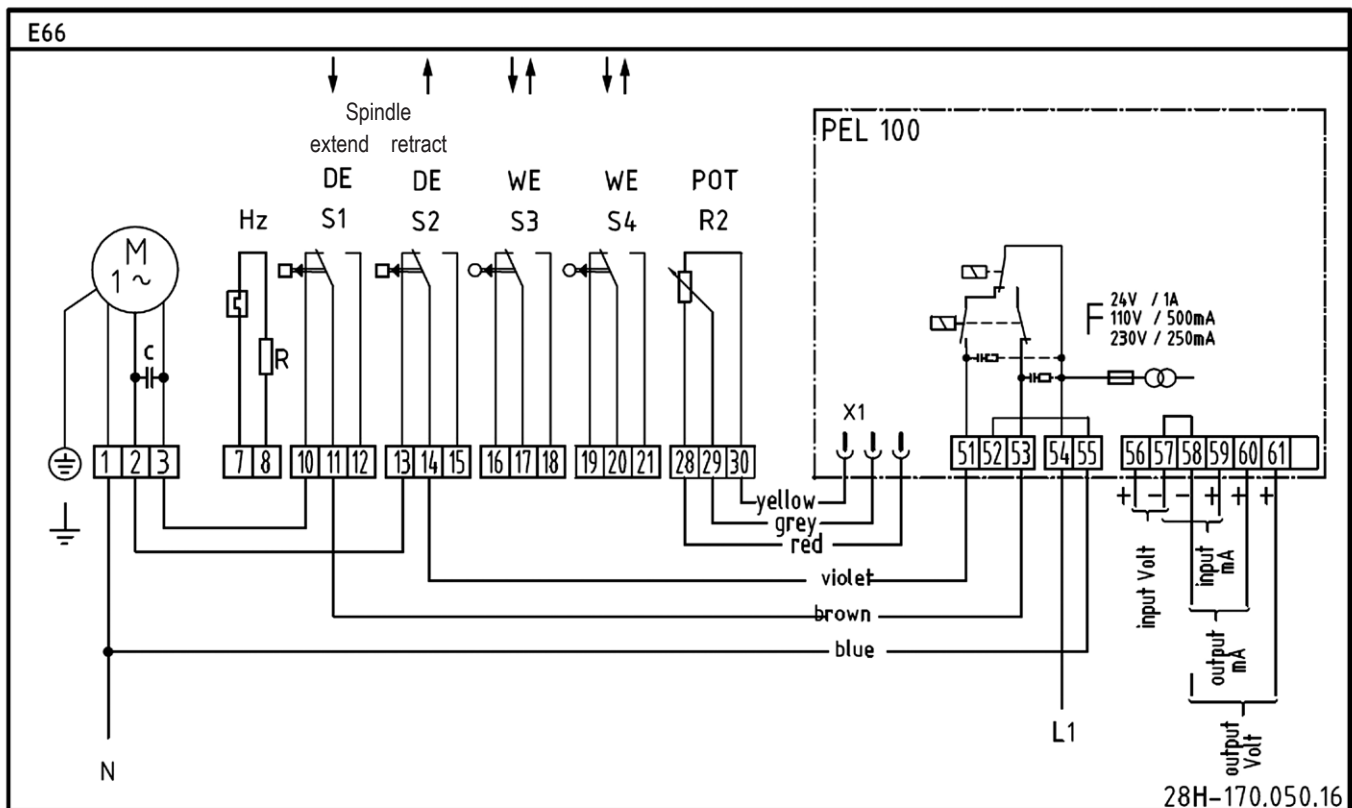 E66
Spindle
extend retract
DE DE WE WE POT
Hz S1 S2 S3 S4 R2
M
1 ~
C
R
PEL 100
F 24V / 1A
110V / 500mA
230V / 250mA
X1
1 2 3 7 8 10 11 12 13 14 15 16 17 18 19 20 21 28 29 30 51 52 53 54 55 56 57 58 59 60 61
+ - - + + +
yellow
grey
red
violet
brown
blue
input Volt
input mA
output mA
output Volt
L1
N
28H-170.050.16